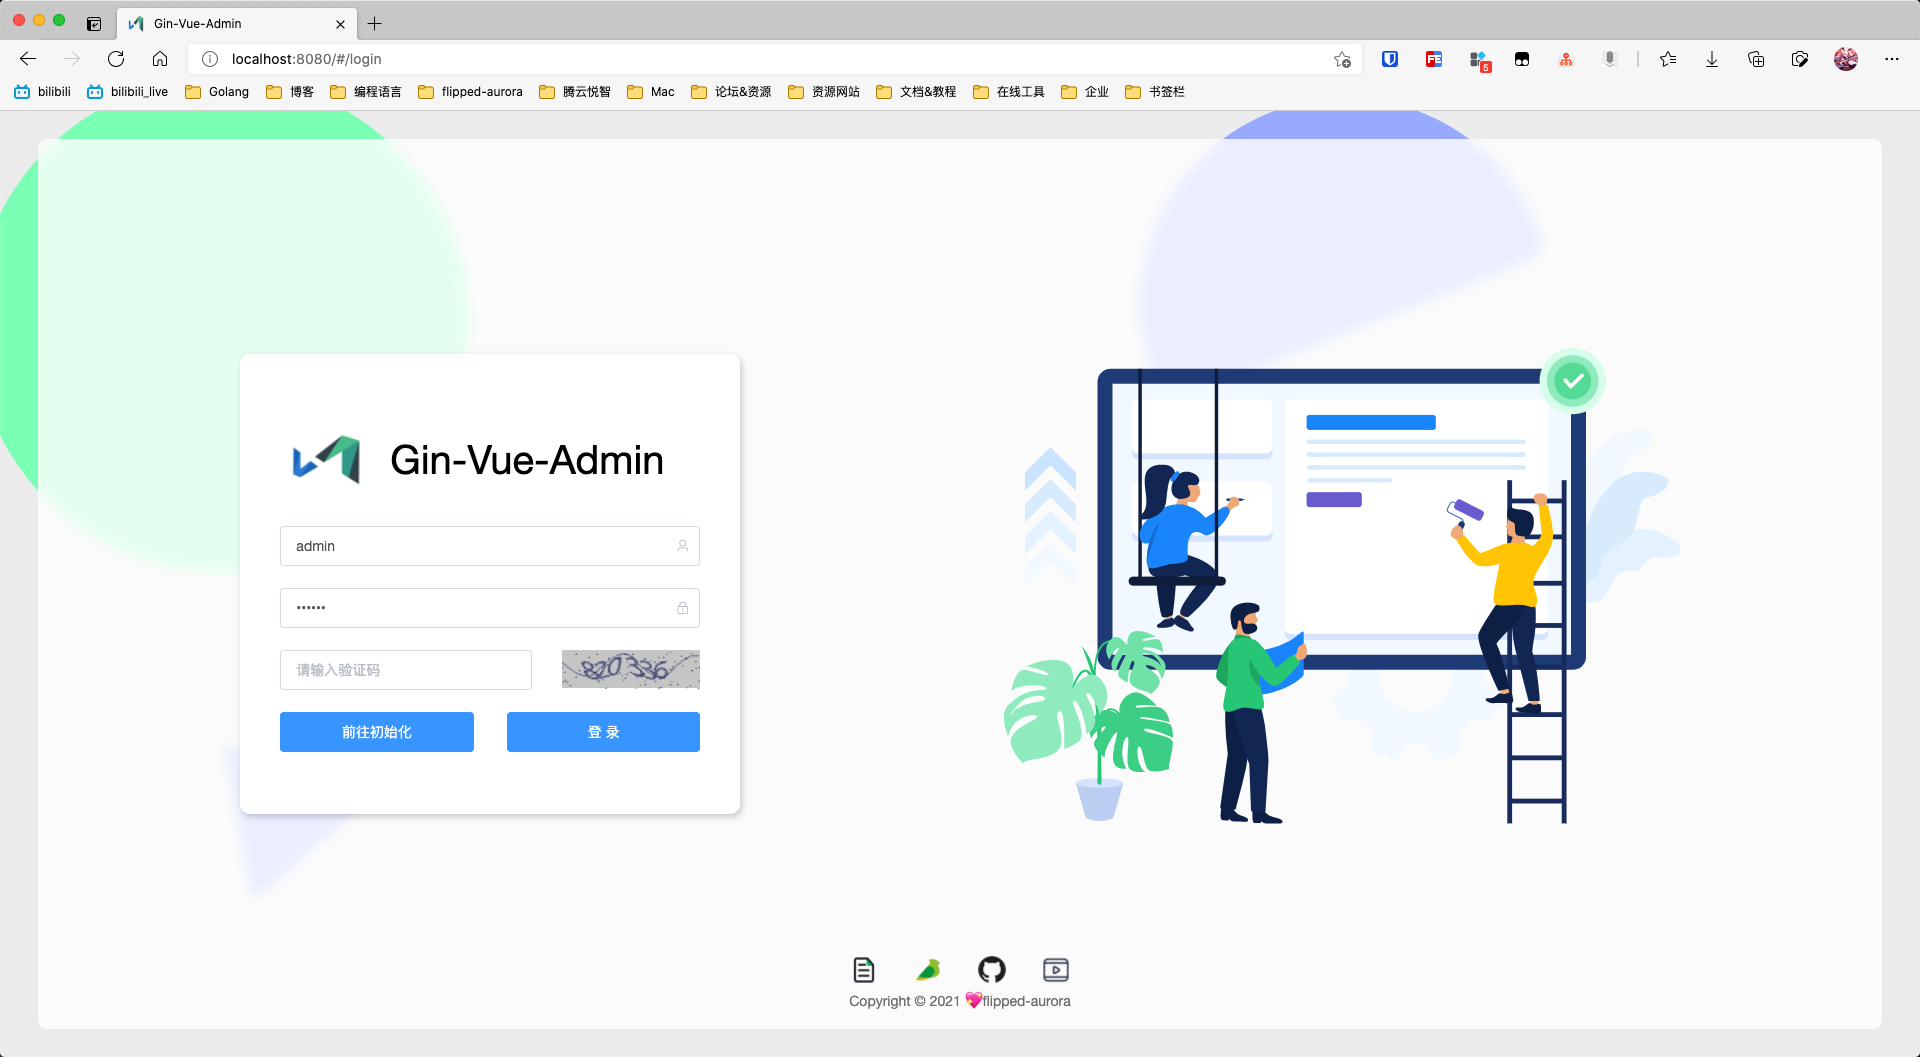 Gin-Vue-Admin
localhost:8080/#/login
5
bilibili bilibili_live Golang 博客 编程语言 flipped-aurora 腾云悦智 Mac 论坛&资源 资源网站 文档&教程 在线工具 企业 书签栏
Gin-Vue-Admin
admin
••••••
请输入验证码
820336
前往初始化 登 录
Copyright © 2021 💖flipped-aurora